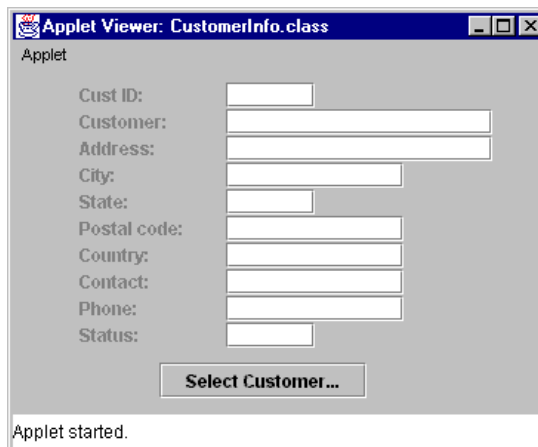 Applet Viewer: CustomerInfo.class
Applet
Cust ID:
Customer:
Address:
City:
State:
Postal code:
Country:
Contact:
Phone:
Status:
Select Customer...
Applet started.